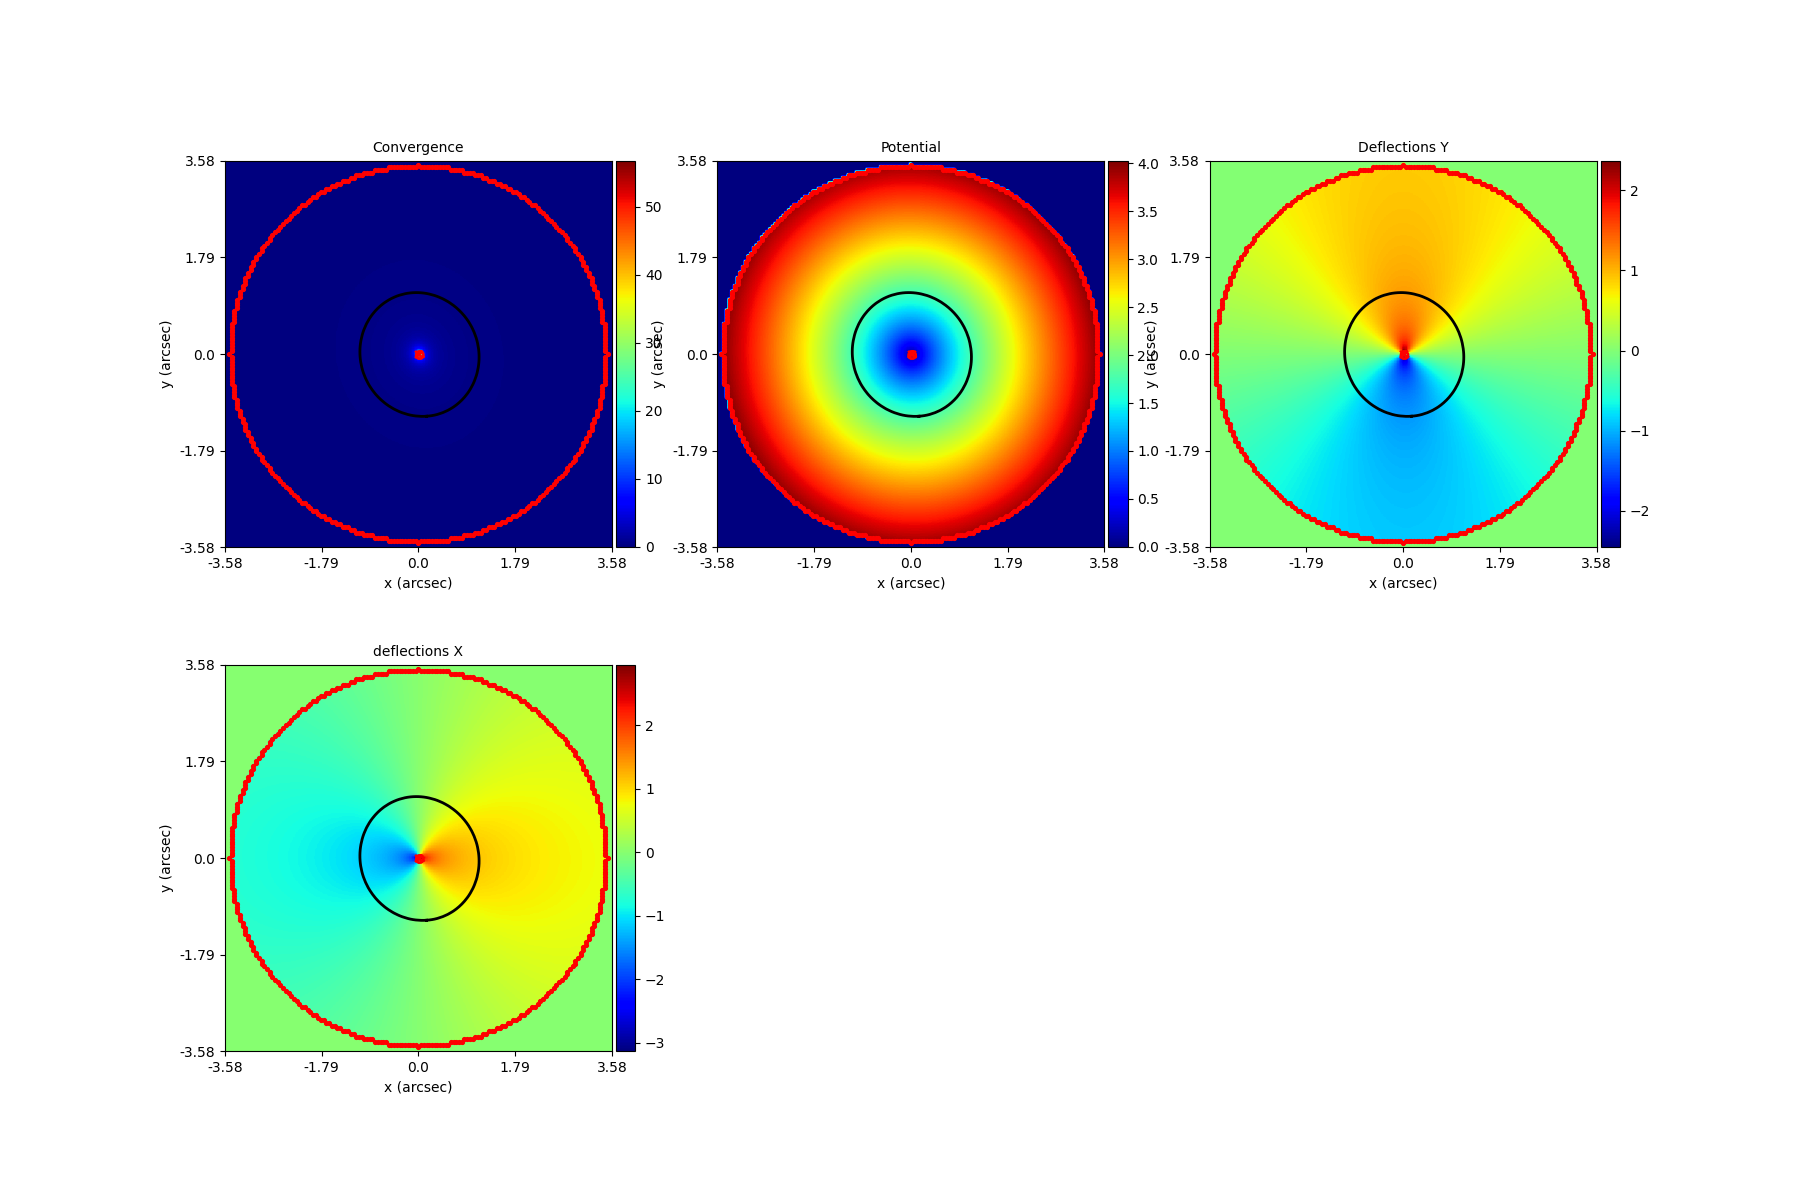 Convergence
3.58
1.79
0.0
-1.79
-3.58
y (arcsec)
-3.58 -1.79 0.0 1.79 3.58
x (arcsec)
50
40
30
20
10
0
Potential
3.58
1.79
0.0
-1.79
-3.58
y (arcsec)
-3.58 -1.79 0.0 1.79 3.58
x (arcsec)
4.0
3.5
3.0
2.5
2.0
1.5
1.0
0.5
0.0
Deflections Y
3.58
1.79
0.0
-1.79
-3.58
y (arcsec)
-3.58 -1.79 0.0 1.79 3.58
x (arcsec)
2
1
0
−1
−2
deflections X
3.58
1.79
0.0
-1.79
-3.58
y (arcsec)
-3.58 -1.79 0.0 1.79 3.58
x (arcsec)
2
1
0
−1
−2
−3